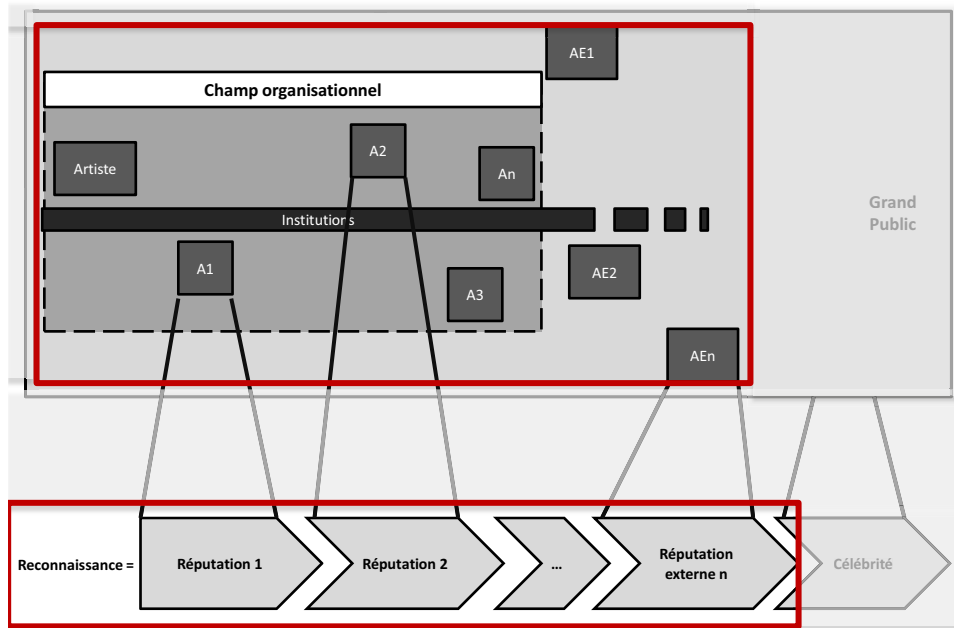 AE1
Champ organisationnel
A2
Artiste
An
Grand
Public
Institutions
A1
AE2
A3
AEn
Reconnaissance =
Réputation 1
Réputation 2
...
Réputation
externe n
Célébrité